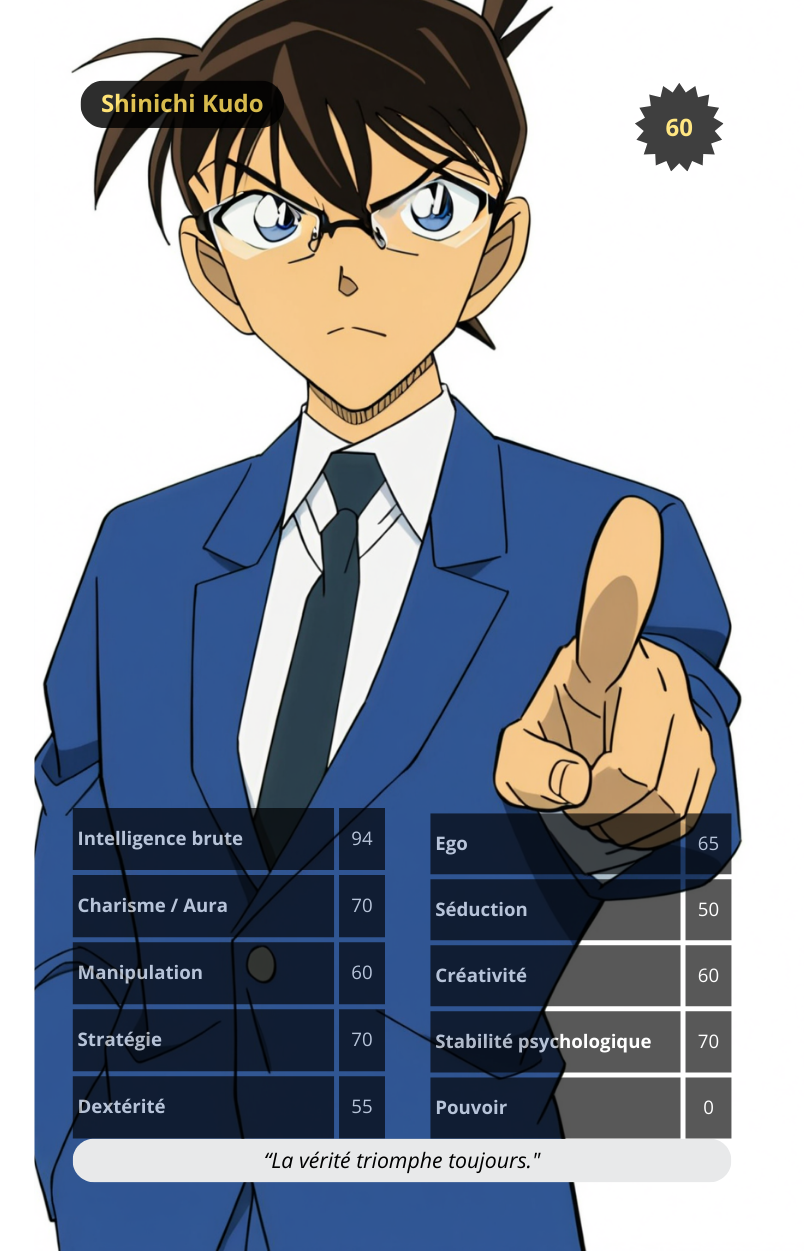 Shinichi Kudo
60
Intelligence brute 94
Charisme / Aura 70
Manipulation 60
Stratégie 70
Dextérité 55
Ego 65
Séduction 50
Créativité 60
Stabilité psychologique 70
Pouvoir 0
“La vérité triomphe toujours."